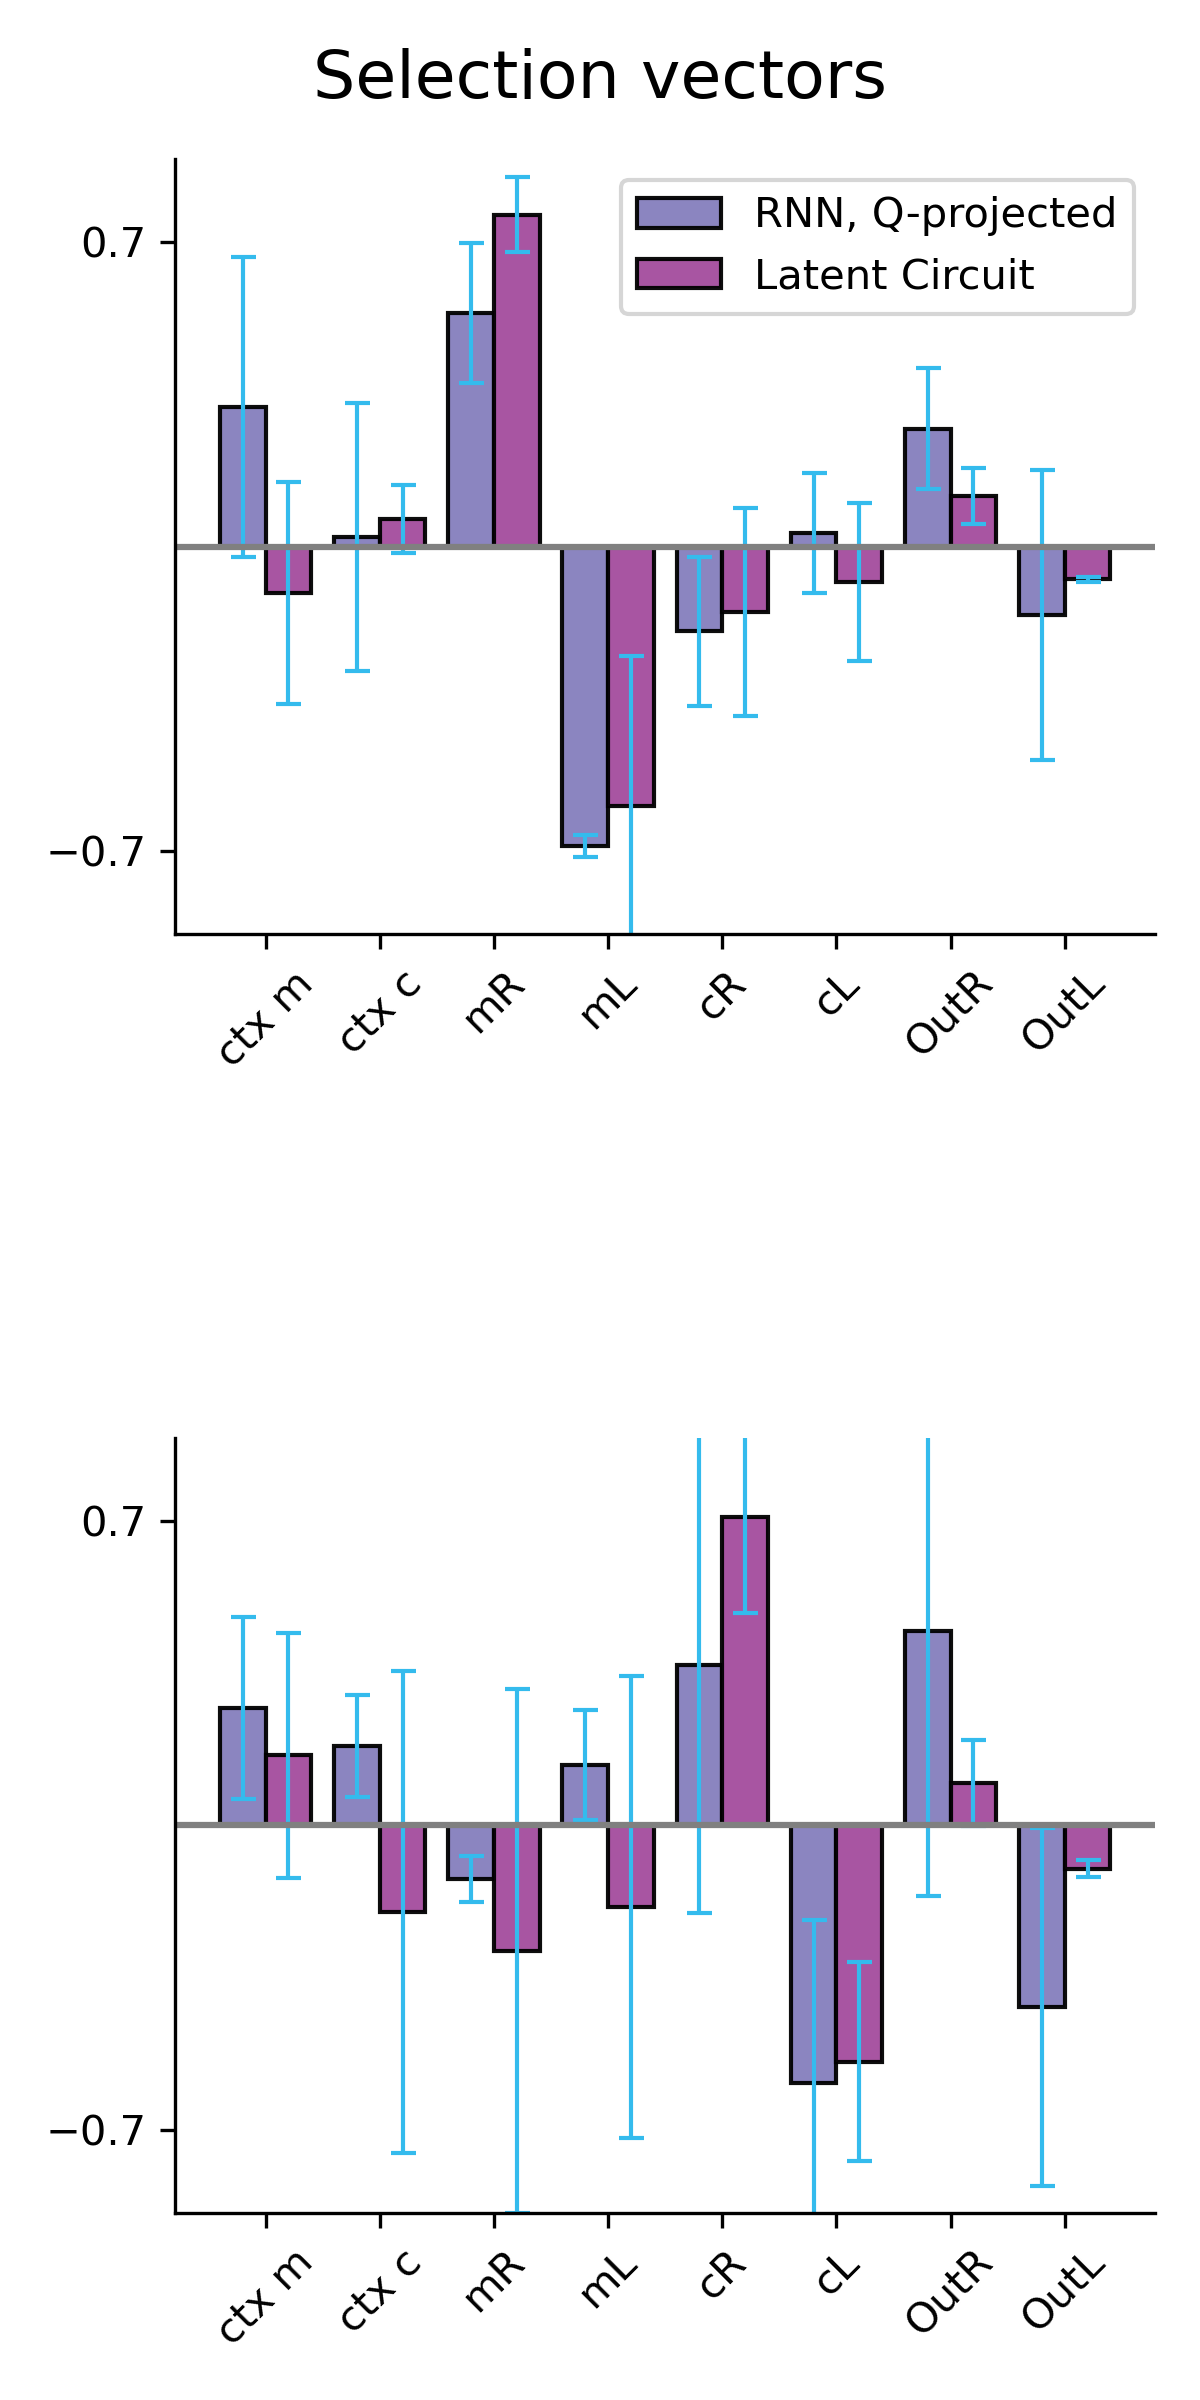 Selection vectors
RNN, Q-projected
Latent Circuit
0.7
−0.7
ctx m
ctx c
mR
mL
cR
cL
OutR
OutL
0.7
−0.7
ctx m
ctx c
mR
mL
cR
cL
OutR
OutL